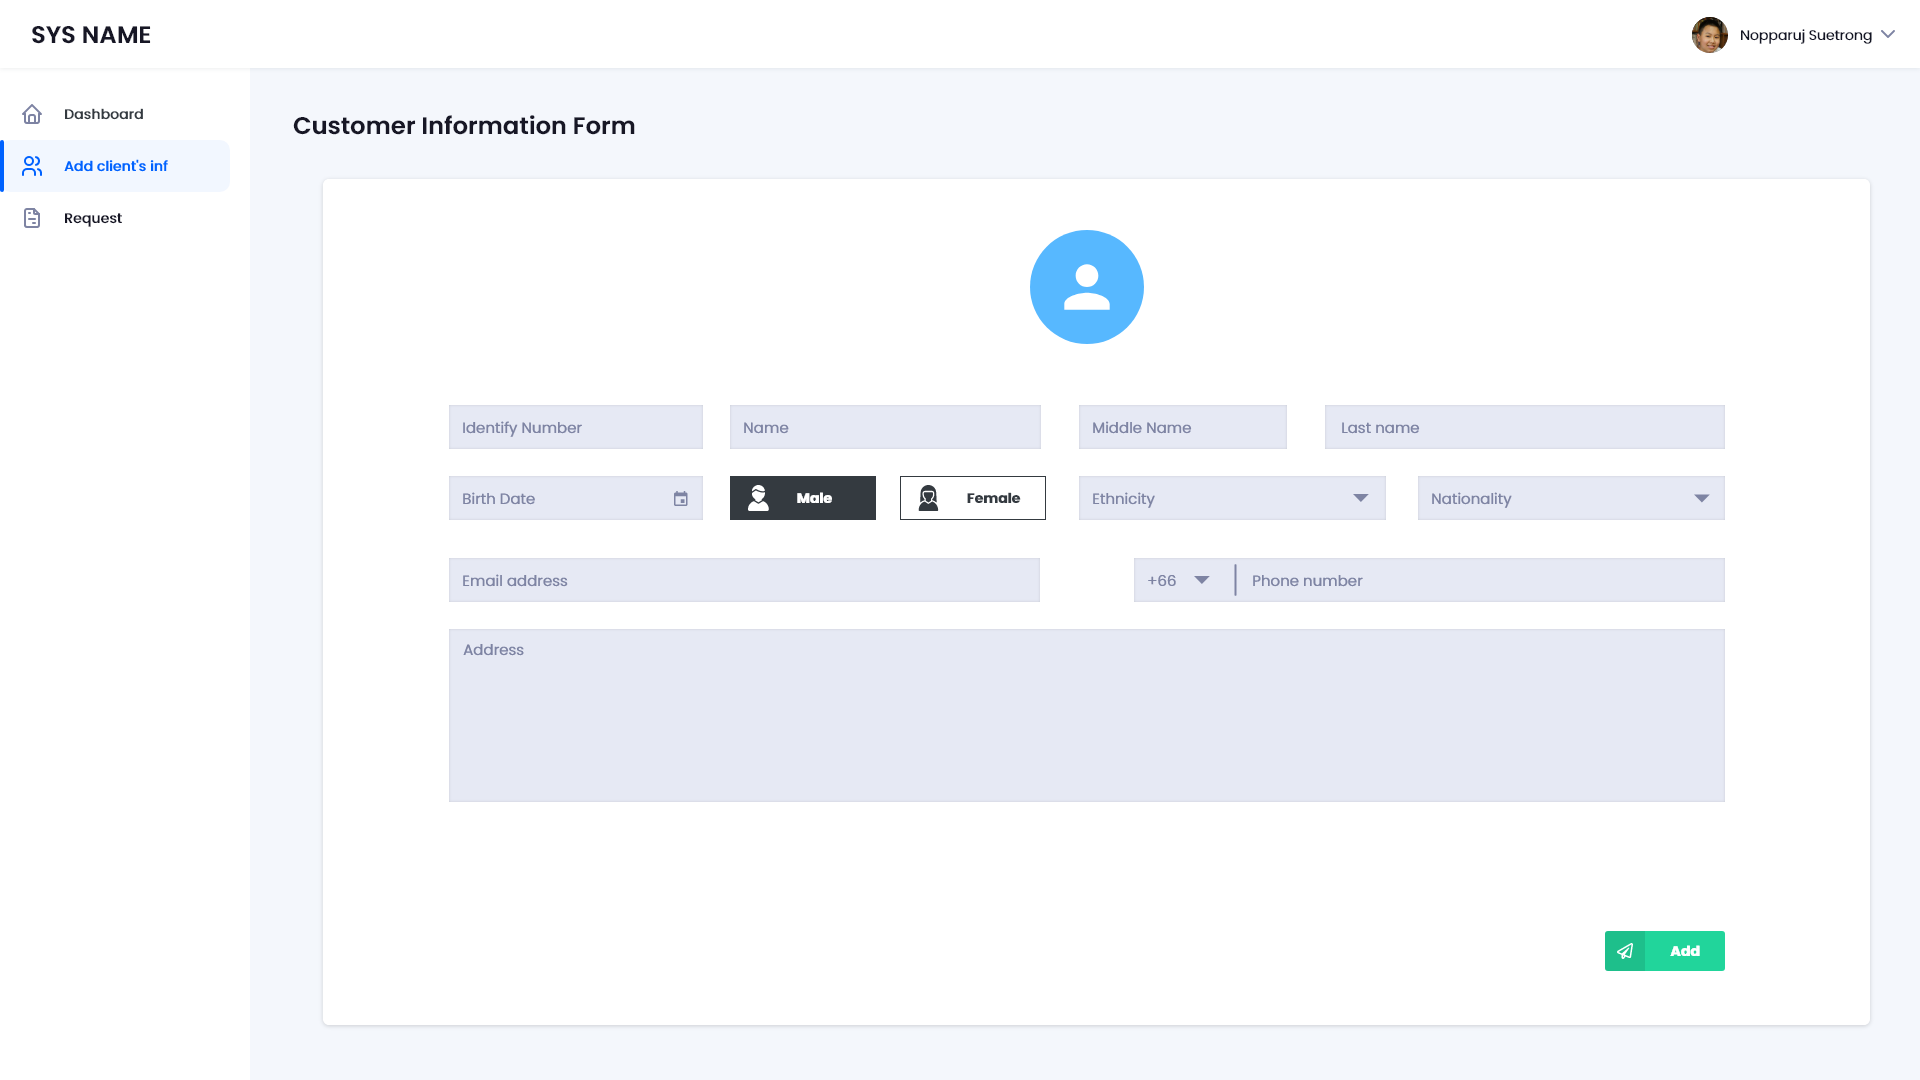 SYS NAME
Nopparuj Suetrong
Dashboard
Add client's inf
Request
Customer Information Form
Identify Number
Name
Middle Name
Last name
Birth Date
Male
Female
Ethnicity
Nationality
Email address
+66
Phone number
Address
Add